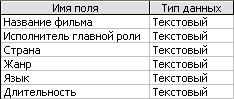 Имя поля Тип данных
Название фильма Текстовый
Исполнитель главной роли Текстовый
Страна Текстовый
Жанр Текстовый
Язык Текстовый
Длительность Текстовый